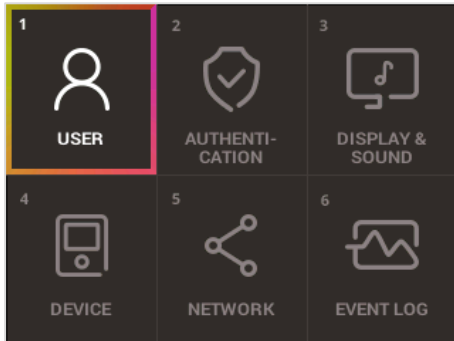 1
USER
2
AUTHENTI-
CATION
3
DISPLAY &
SOUND
4
DEVICE
5
NETWORK
6
EVENT LOG